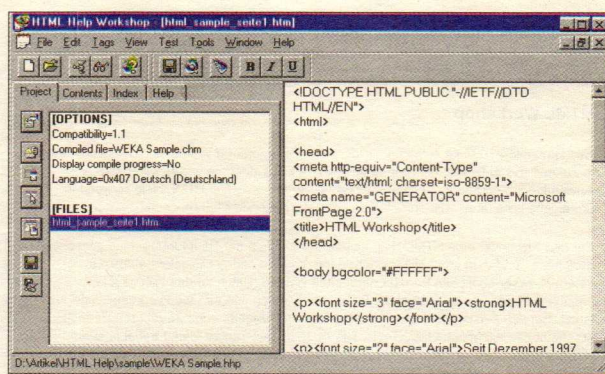 HTML Help Workshop - [html_sample_seite1.htm]
File Edit Tags View Test Tools Window Help
B I U
Project Contents Index Help
[OPTIONS]
Compatibility=1.1
Compiled file=WEKA Sample.chm
Display compile progress=No
Language=0x407 Deutsch (Deutschland)
[FILES]
html_sample_seite1.htm
<!DOCTYPE HTML PUBLIC "-//IETF//DTD
HTML//EN">
<html>
<head>
<meta http-equiv="Content-Type"
content="text/html; charset=iso-8859-1">
<meta name="GENERATOR" content="Microsoft
FrontPage 2.0">
<title>HTML Workshop</title>
</head>
<body bgcolor="#FFFFFF">
<p><font size="3" face="Arial"><strong>HTML
Workshop</strong></font></p>
<p><font size="2" face="Arial">Seit Dezember 1997
D:\Artikel\HTML Help\sample\WEKA Sample.hhp